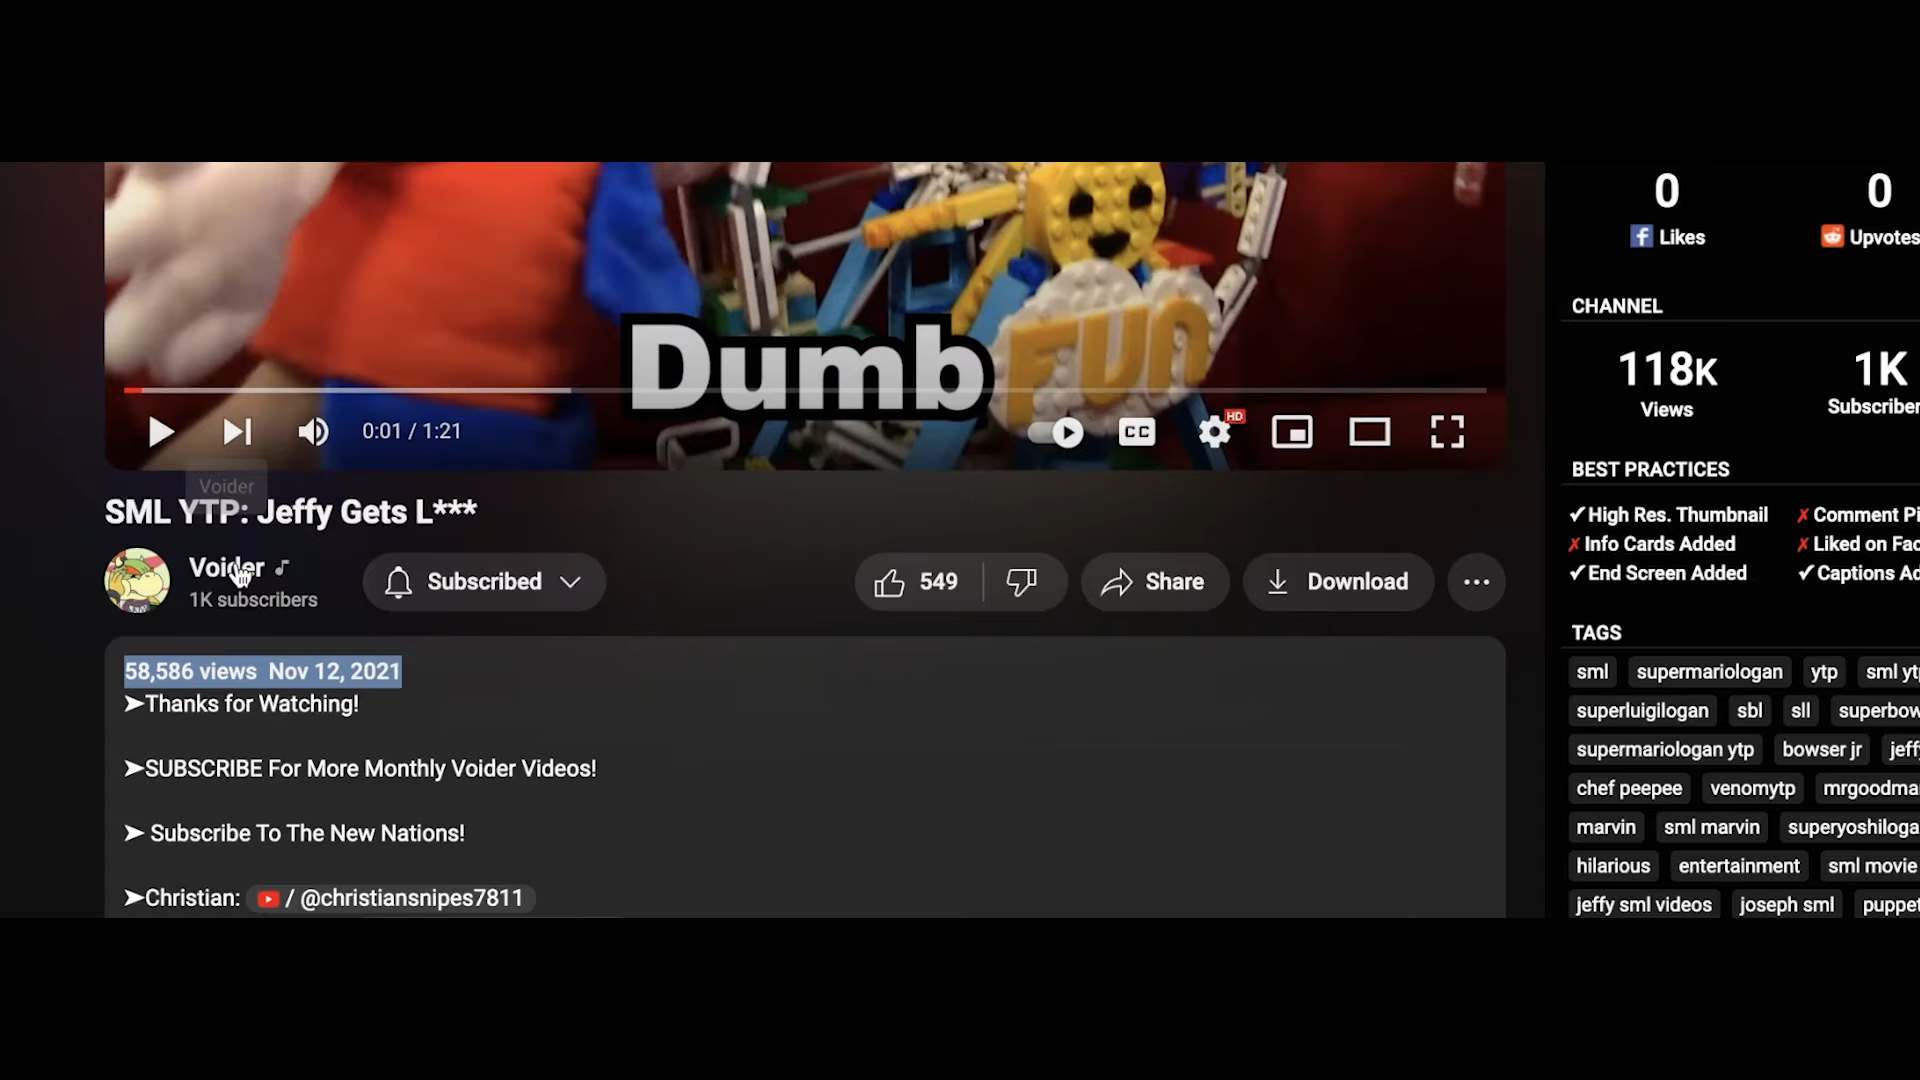 Dumb
FUN
0:01 / 1:21
CC
HD
Voider
SML YTP: Jeffy Gets L***
Voider
1K subscribers
Subscribed
549
Share
Download
58,586 views Nov 12, 2021
➤Thanks for Watching!
➤SUBSCRIBE For More Monthly Voider Videos!
➤ Subscribe To The New Nations!
➤Christian: / @christiansnipes7811
0 0
f Likes Upvotes
CHANNEL
118K 1K
Views Subscriber
BEST PRACTICES
✓High Res. Thumbnail ✗Comment Pi
✗Info Cards Added ✗Liked on Fac
✓End Screen Added ✓Captions Ad
TAGS
sml supermariologan ytp sml yt
superluigilogan sbl sll superbow
supermariologan ytp bowser jr jeff
chef peepee venomytp mrgoodma
marvin sml marvin superyoshiloga
hilarious entertainment sml movie
jeffy sml videos joseph sml puppet